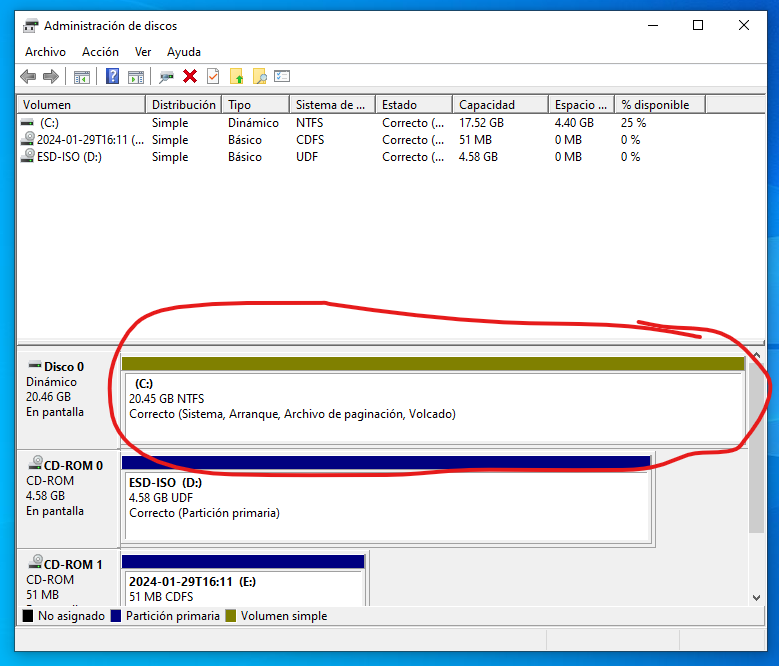 Administración de discos
Archivo Acción Ver Ayuda
Volumen Distribución Tipo Sistema de ... Estado Capacidad Espacio ... % disponible
(C:) Simple Dinámico NTFS Correcto (... 17.52 GB 4.40 GB 25 %
2024-01-29T16:11 (... Simple Básico CDFS Correcto (... 51 MB 0 MB 0 %
ESD-ISO (D:) Simple Básico UDF Correcto (... 4.58 GB 0 MB 0 %
Disco 0
Dinámico
20.46 GB
En pantalla
(C:)
20.45 GB NTFS
Correcto (Sistema, Arranque, Archivo de paginación, Volcado)
CD-ROM 0
CD-ROM
4.58 GB
En pantalla
ESD-ISO (D:)
4.58 GB UDF
Correcto (Partición primaria)
CD-ROM 1
CD-ROM
51 MB
2024-01-29T16:11 (E:)
51 MB CDFS
No asignado Partición primaria Volumen simple